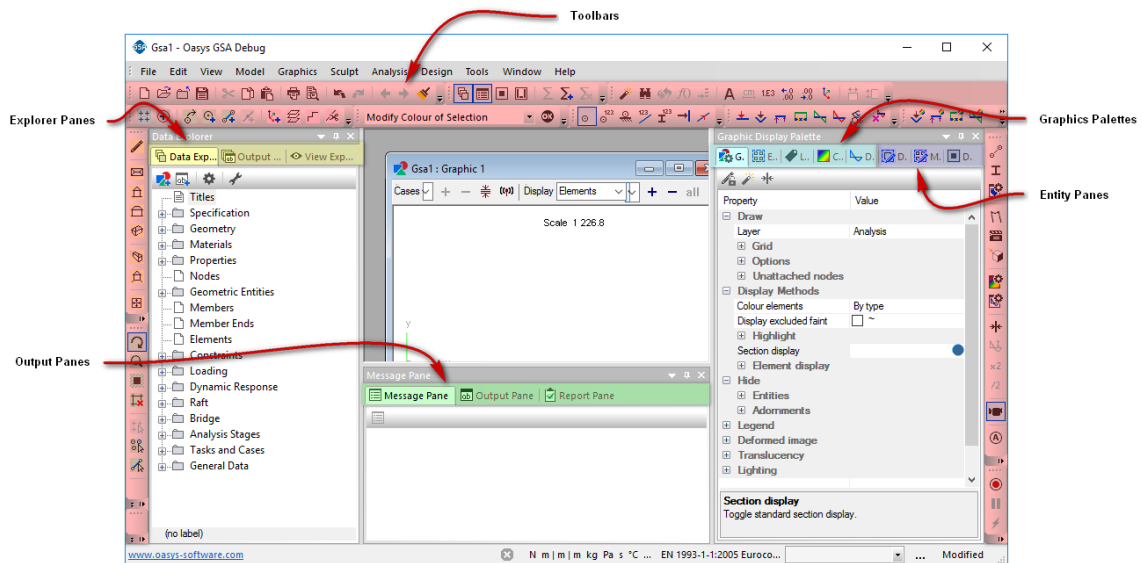 Toolbars
Gsa1 - Oasys GSA Debug
File Edit View Model Graphics Sculpt Analysis Design Tools Window Help
A 1E3
Explorer Panes
Modify Colour of Selection
OK
Graphics Palettes
Data Explorer
Graphic Display Palette
Data Exp... Output ... View Exp...
G. E.. L.. C.. D. D. M. D.
Gsa1 : Graphic 1
Cases Display Elements all
Entity Panes
Scale 1 226.8
Property Value
Titles
Specification
Geometry
Materials
Properties
Nodes
Geometric Entities
Members
Member Ends
Elements
Constraints
Loading
Dynamic Response
Raft
Bridge
Analysis Stages
Tasks and Cases
General Data
(no label)
y
Draw
Layer Analysis
Grid
Options
Unattached nodes
Display Methods
Colour elements By type
Display excluded faint ~
Highlight
Section display
Element display
Hide
Entities
Adornments
Legend
Deformed image
Translucency
Lighting
x2
/2
Output Panes
Message Pane
Message Pane Output Pane Report Pane
Section display
Toggle standard section display.
www.oasys-software.com
N m | m | m kg Pa s °C ... EN 1993-1-1:2005 Euroco... ... Modified